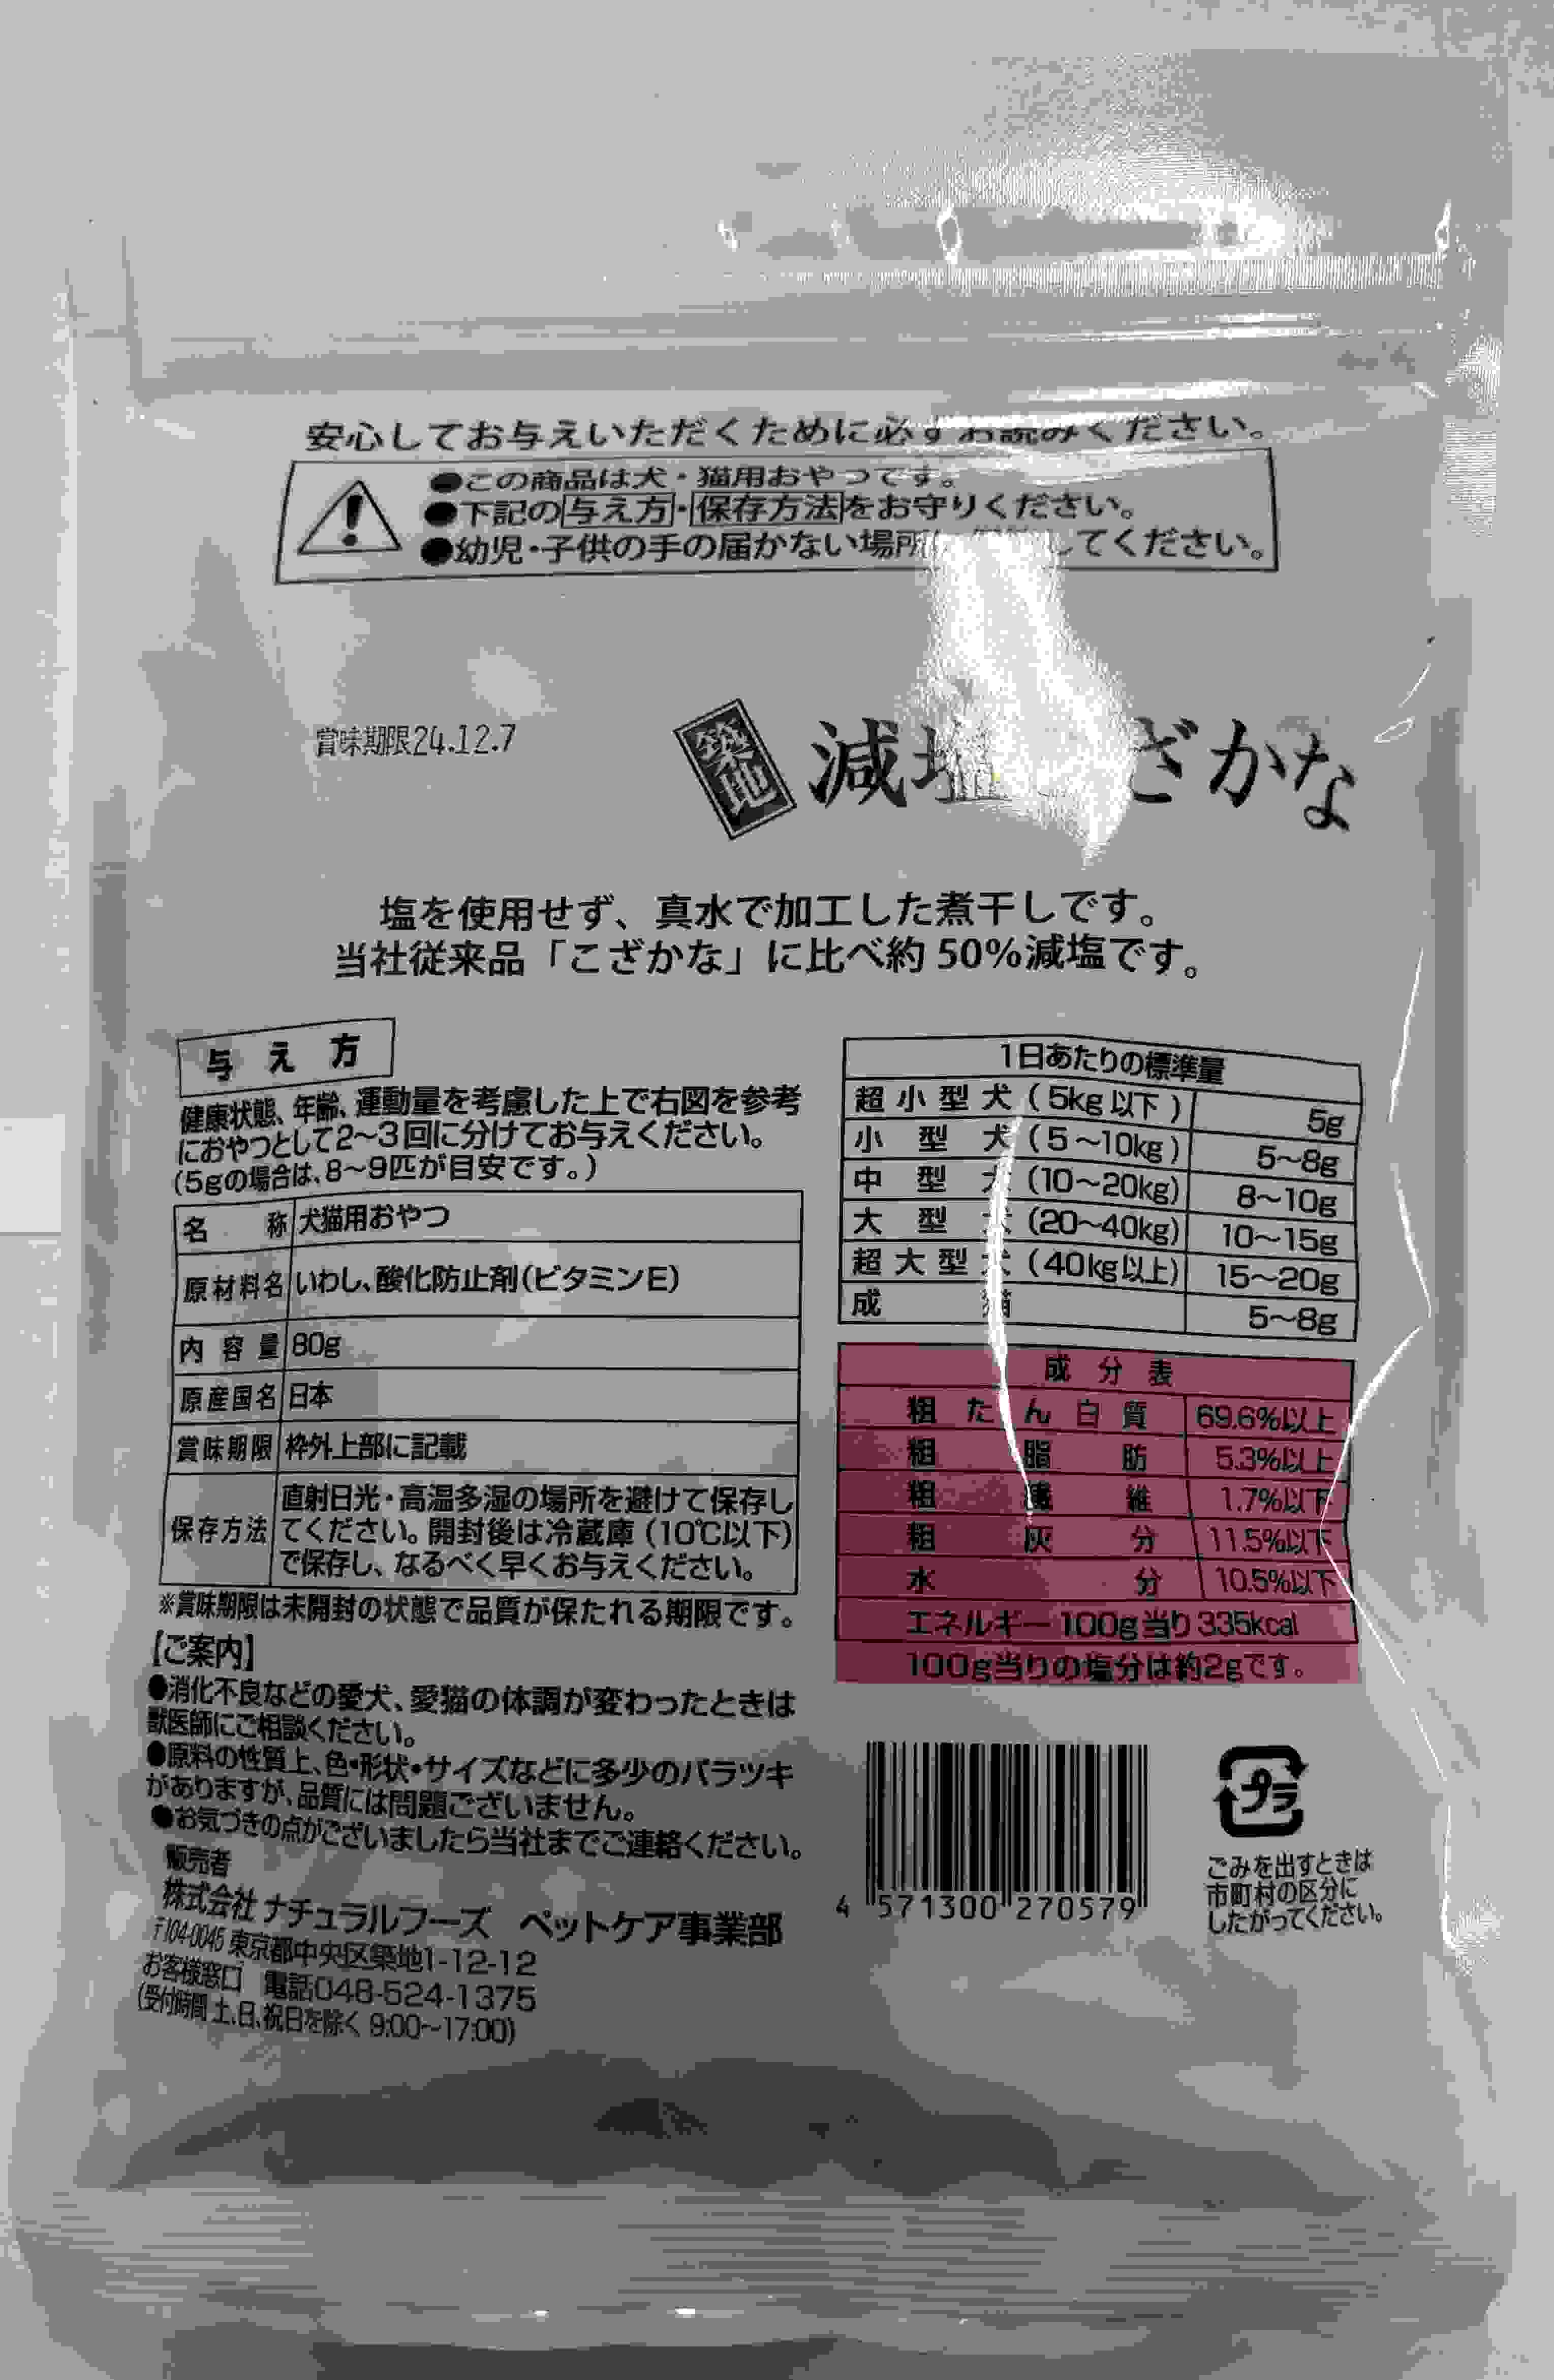 安心してお与えいただくために必ずお読みください。
●この商品は犬・猫用おやつです。
●下記の与え方・保存方法をお守りください。
●幼児・子供の手の届かない場所 してください。
賞味期限24.12.7
築地 減塩 ざかな
塩を使用せず、真水で加工した煮干しです。
当社従来品「こざかな」に比べ約50%減塩です。
与え方
健康状態、年齢、運動量を考慮した上で右図を参考
におやつとして2~3回に分けてお与えください。
(5gの場合は、8~9匹が目安です。)
名称 犬猫用おやつ
原材料名 いわし、酸化防止剤(ビタミンE)
内容量 80g
原産国名 日本
賞味期限 枠外上部に記載
保存方法 直射日光・高温多湿の場所を避けて保存し
てください。開封後は冷蔵庫(10℃以下)
で保存し、なるべく早くお与えください。
※賞味期限は未開封の状態で品質が保たれる期限です。
【ご案内】
●消化不良などの愛犬、愛猫の体調が変わったときは
獣医師にご相談ください。
●原料の性質上、色・形状・サイズなどに多少のバラツキ
がありますが、品質には問題ございません。
●お気づきの点がございましたら当社までご連絡ください。
販売者
株式会社 ナチュラルフーズ ペットケア事業部
〒104-0045 東京都中央区築地1-12-12
お客様窓口 電話048-524-1375
(受付時間 土、日、祝日を除く 9:00~17:00)
1日あたりの標準量
超小型犬(5kg以下) 5g
小型犬(5~10kg) 5~8g
中型犬(10~20kg) 8~10g
大型犬(20~40kg) 10~15g
超大型犬(40kg以上) 15~20g
成猫 5~8g
成分表
粗たん白質 69.6%以上
粗脂肪 5.3%以上
粗繊維 1.7%以下
粗灰分 11.5%以下
水分 10.5%以下
エネルギー 100g当り335kcal
100g当りの塩分は約2gです。
4 571300 270579
プラ
ごみを出すときは
市町村の区分に
したがってください。